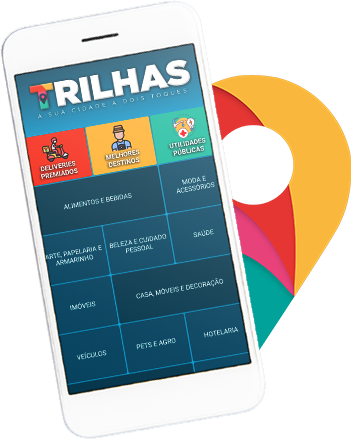 TRILHAS
A SUA CIDADE A DOIS TOQUES
DELIVERIES
PREMIADOS
MELHORES
DESTINOS
UTILIDADES
PÚBLICAS
ALIMENTOS E BEBIDAS
MODA E
ACESSÓRIOS
ARTE, PAPELARIA E
ARMARINHO
BELEZA E CUIDADO
PESSOAL
SAÚDE
IMÓVEIS
CASA, MÓVEIS E DECORAÇÃO
VEÍCULOS
PETS E AGRO
HOTELARIA